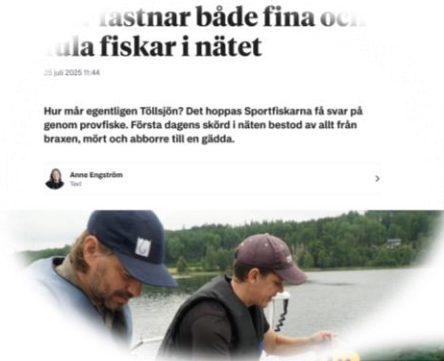 fastnar både fina och
fula fiskar i nätet
25 juli 2025 11:44
Hur mår egentligen Töllsjön? Det hoppas Sportfiskarna få svar på
genom provfiske. Första dagens skörd i näten bestod av allt från
braxen, mört och abborre till en gädda.
Anne Engström
Text